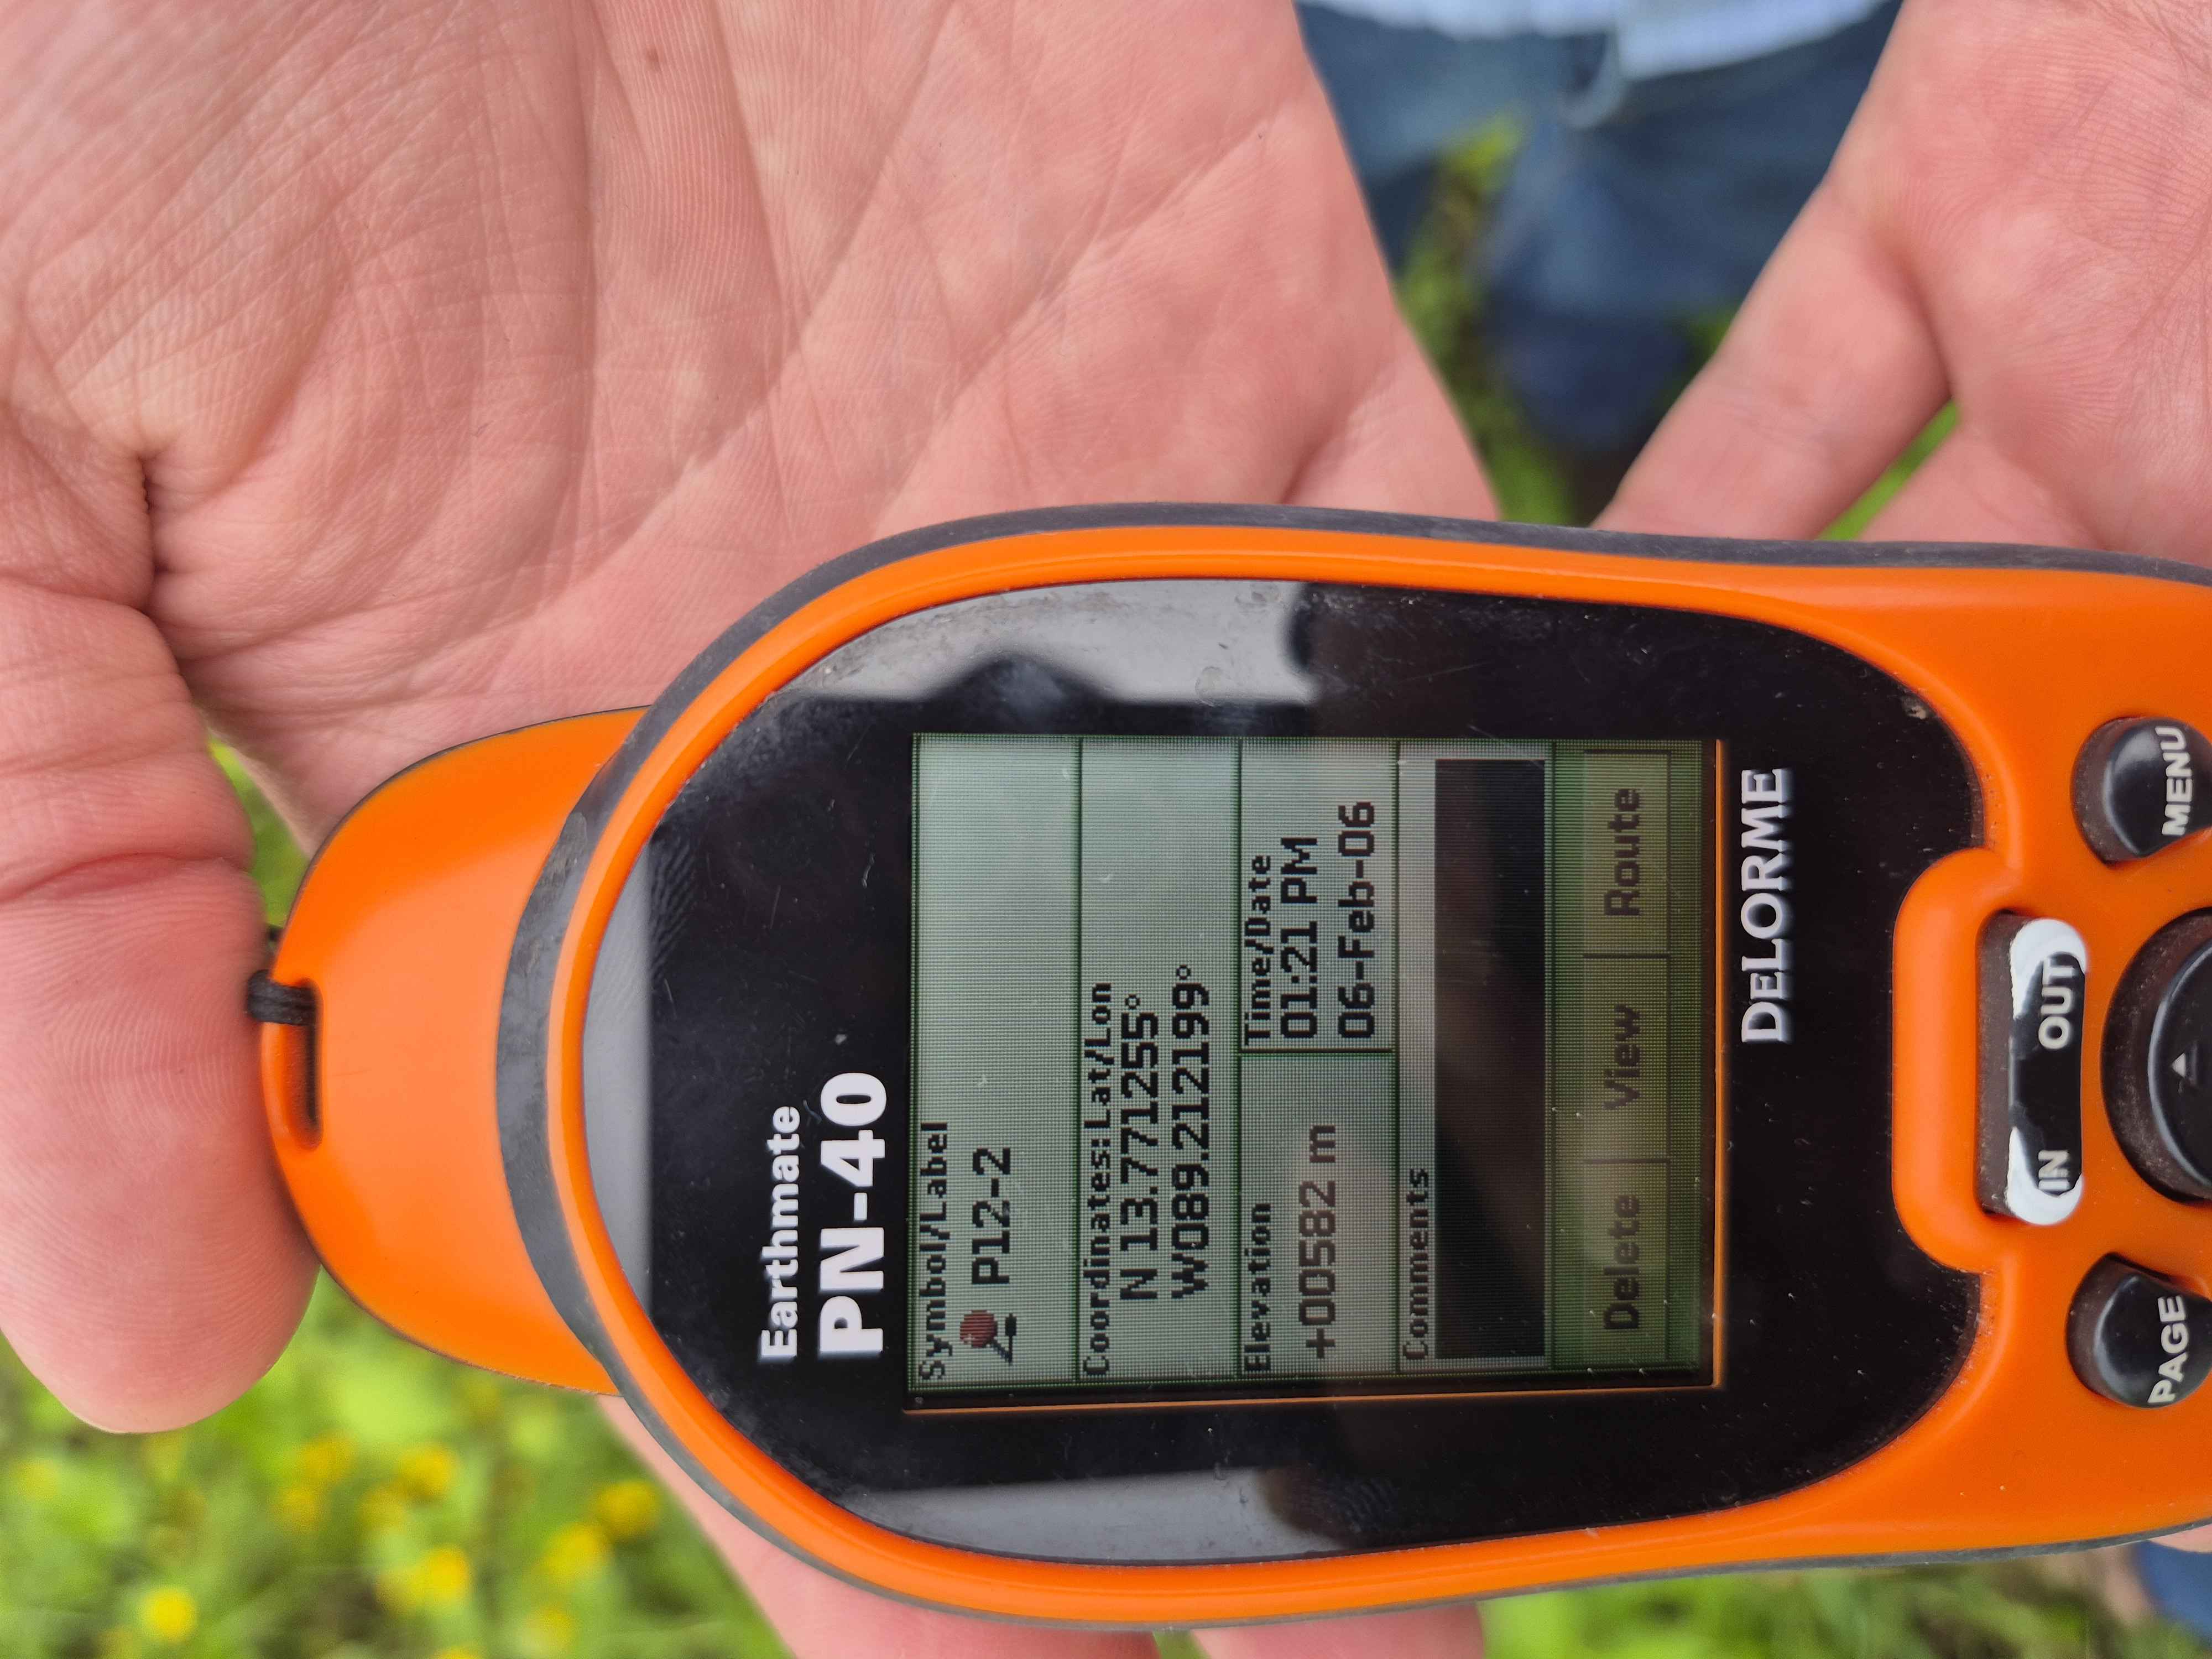 Earthmate
PN-40
Symbol/Label
P12-2
Coordinates:Lat/Lon
N 13.771255°
W089.212199°
Elevation
+00582 m
Time/Date
01:21 PM
06-Feb-06
Comments
Delete View Route
DELORME
IN OUT
PAGE MENU